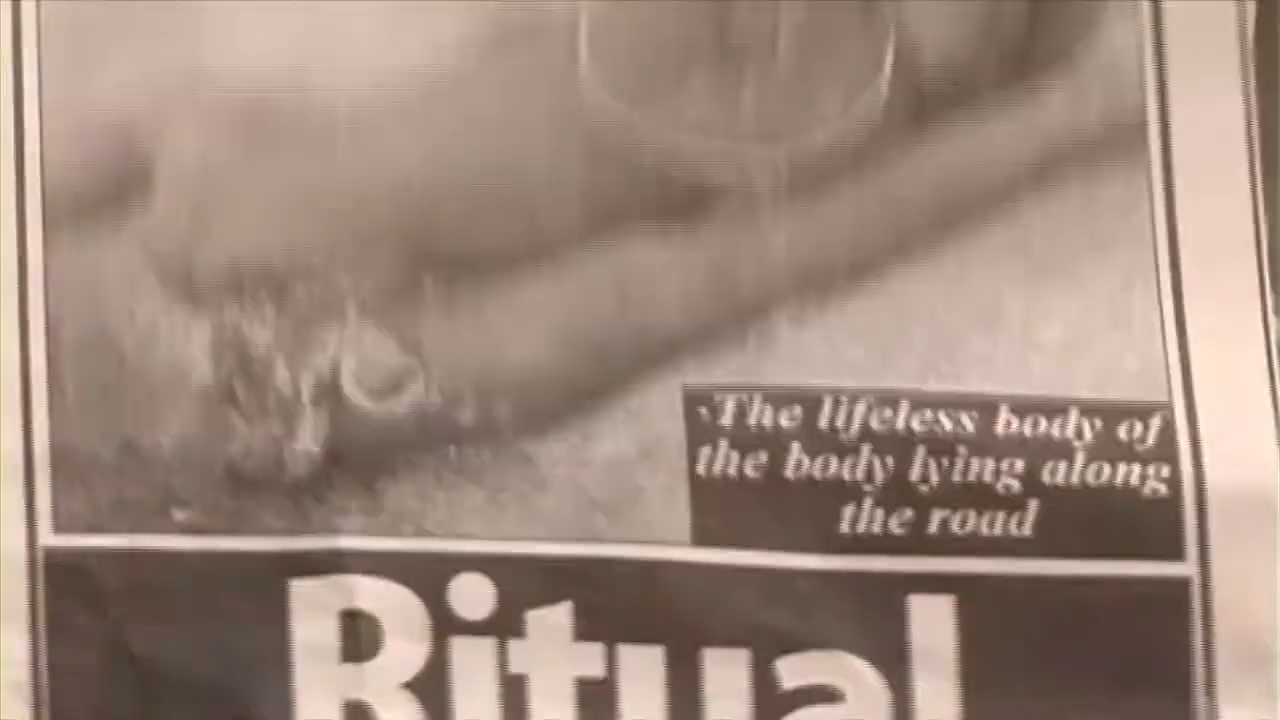 The lifeless body of
the body lying along
the road
Ritual